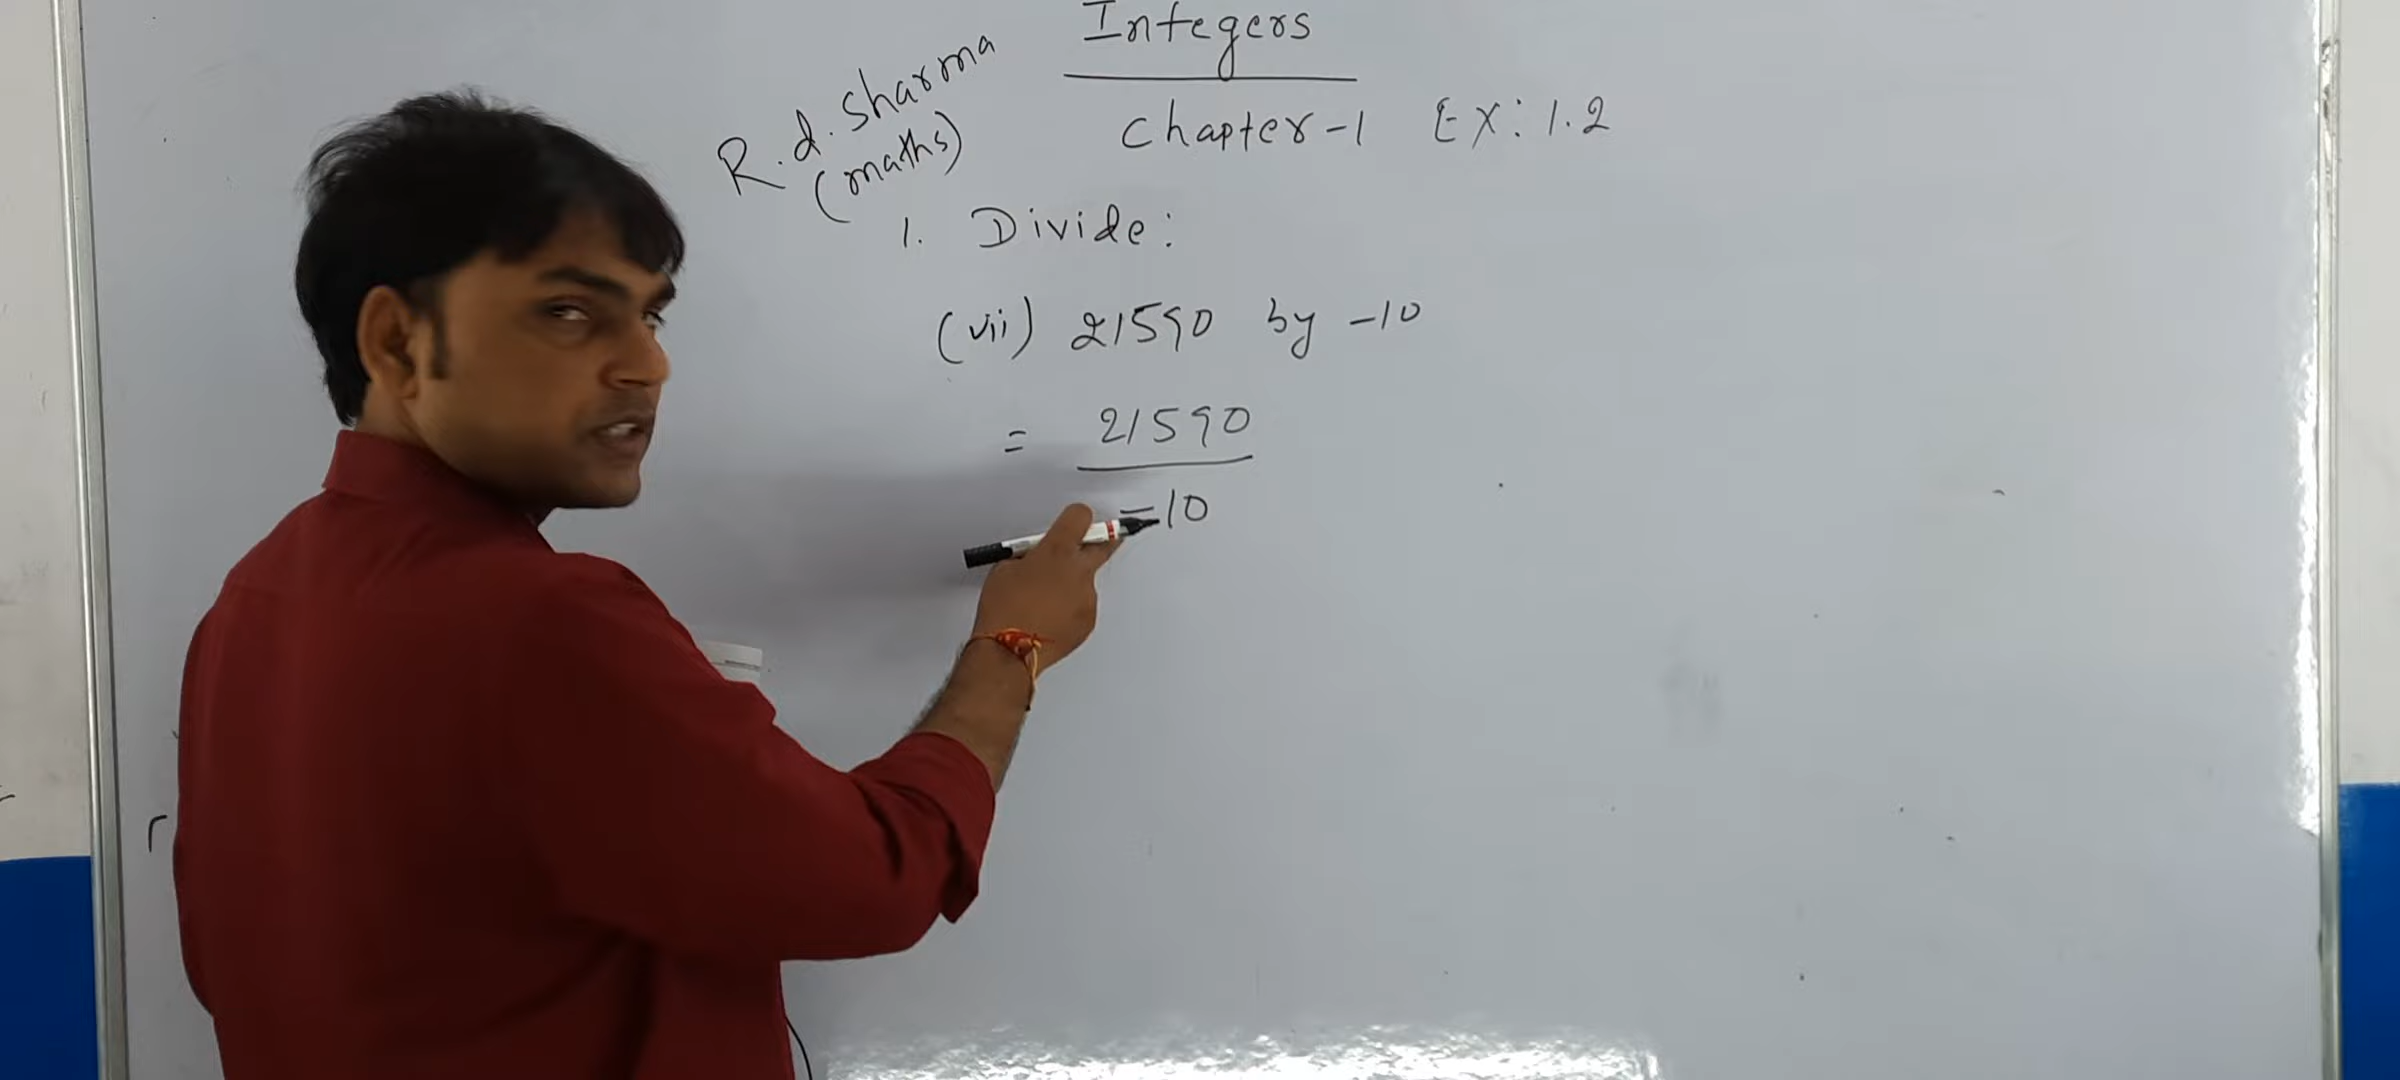 Integers
R.d. Sharma
(maths)
Chapter-1 EX: 1.2
1. Divide:
(vii) 21590 by -10
= 21590
-10